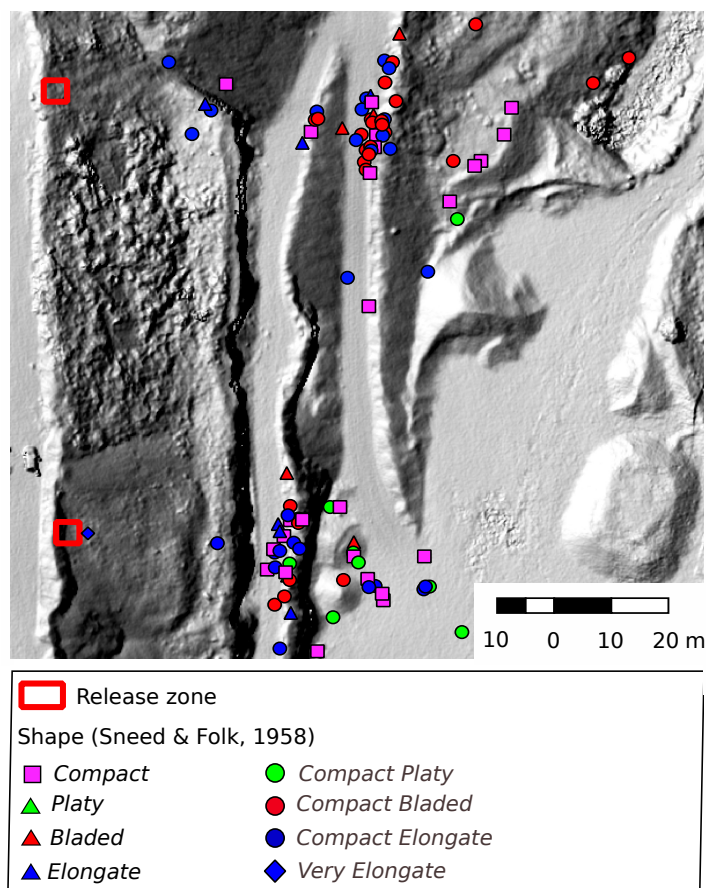 10 0 10 20 m
Release zone
Shape (Sneed & Folk, 1958)
Compact Compact Platy
Platy Compact Bladed
Bladed Compact Elongate
Elongate Very Elongate